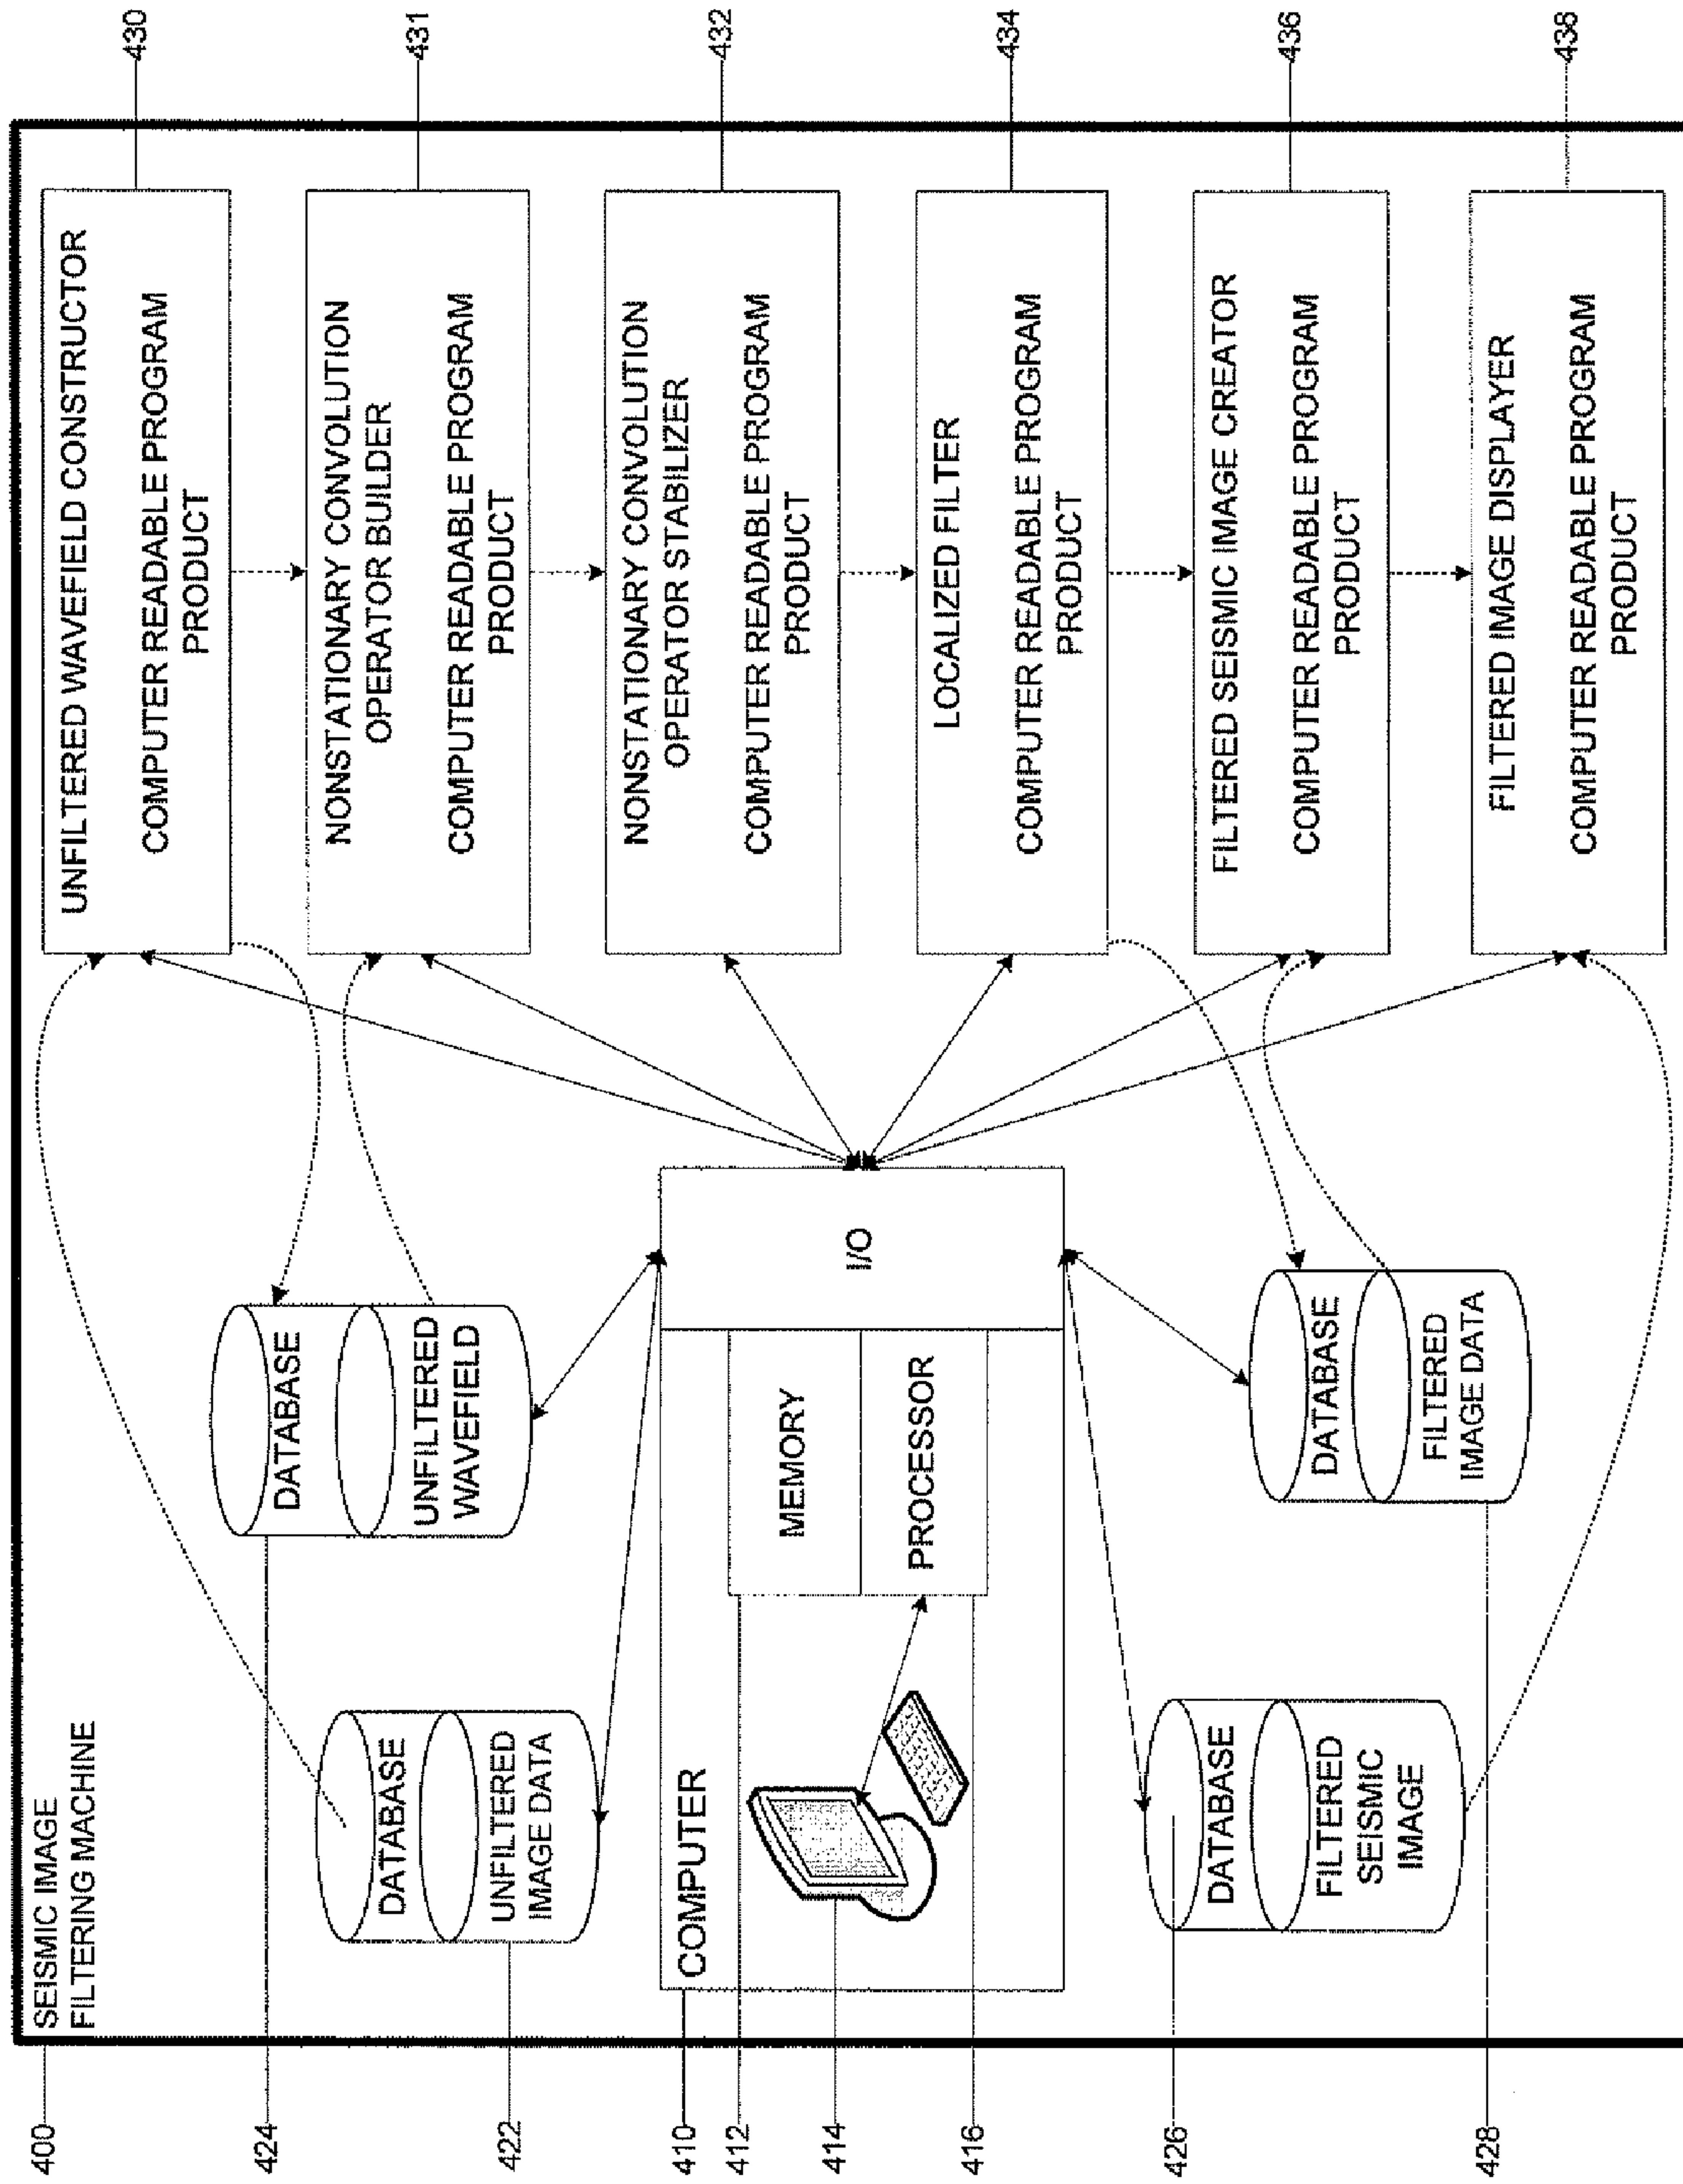 400
SEISMIC IMAGE
FILTERING MACHINE
424
422
410
412
414
416
426
428
DATABASE
UNFILTERED
IMAGE DATA
DATABASE
UNFILTERED
WAVEFIELD
COMPUTER
MEMORY
PROCESSOR
I/O
DATABASE
FILTERED
SEISMIC
IMAGE
DATABASE
FILTERED
IMAGE DATA
UNFILTERED WAVEFIELD CONSTRUCTOR
COMPUTER READABLE PROGRAM
PRODUCT
430
NONSTATIONARY CONVOLUTION
OPERATOR BUILDER
COMPUTER READABLE PROGRAM
PRODUCT
431
NONSTATIONARY CONVOLUTION
OPERATOR STABILIZER
COMPUTER READABLE PROGRAM
PRODUCT
432
LOCALIZED FILTER
COMPUTER READABLE PROGRAM
PRODUCT
434
FILTERED SEISMIC IMAGE CREATOR
COMPUTER READABLE PROGRAM
PRODUCT
436
FILTERED IMAGE DISPLAYER
COMPUTER READABLE PROGRAM
PRODUCT
438